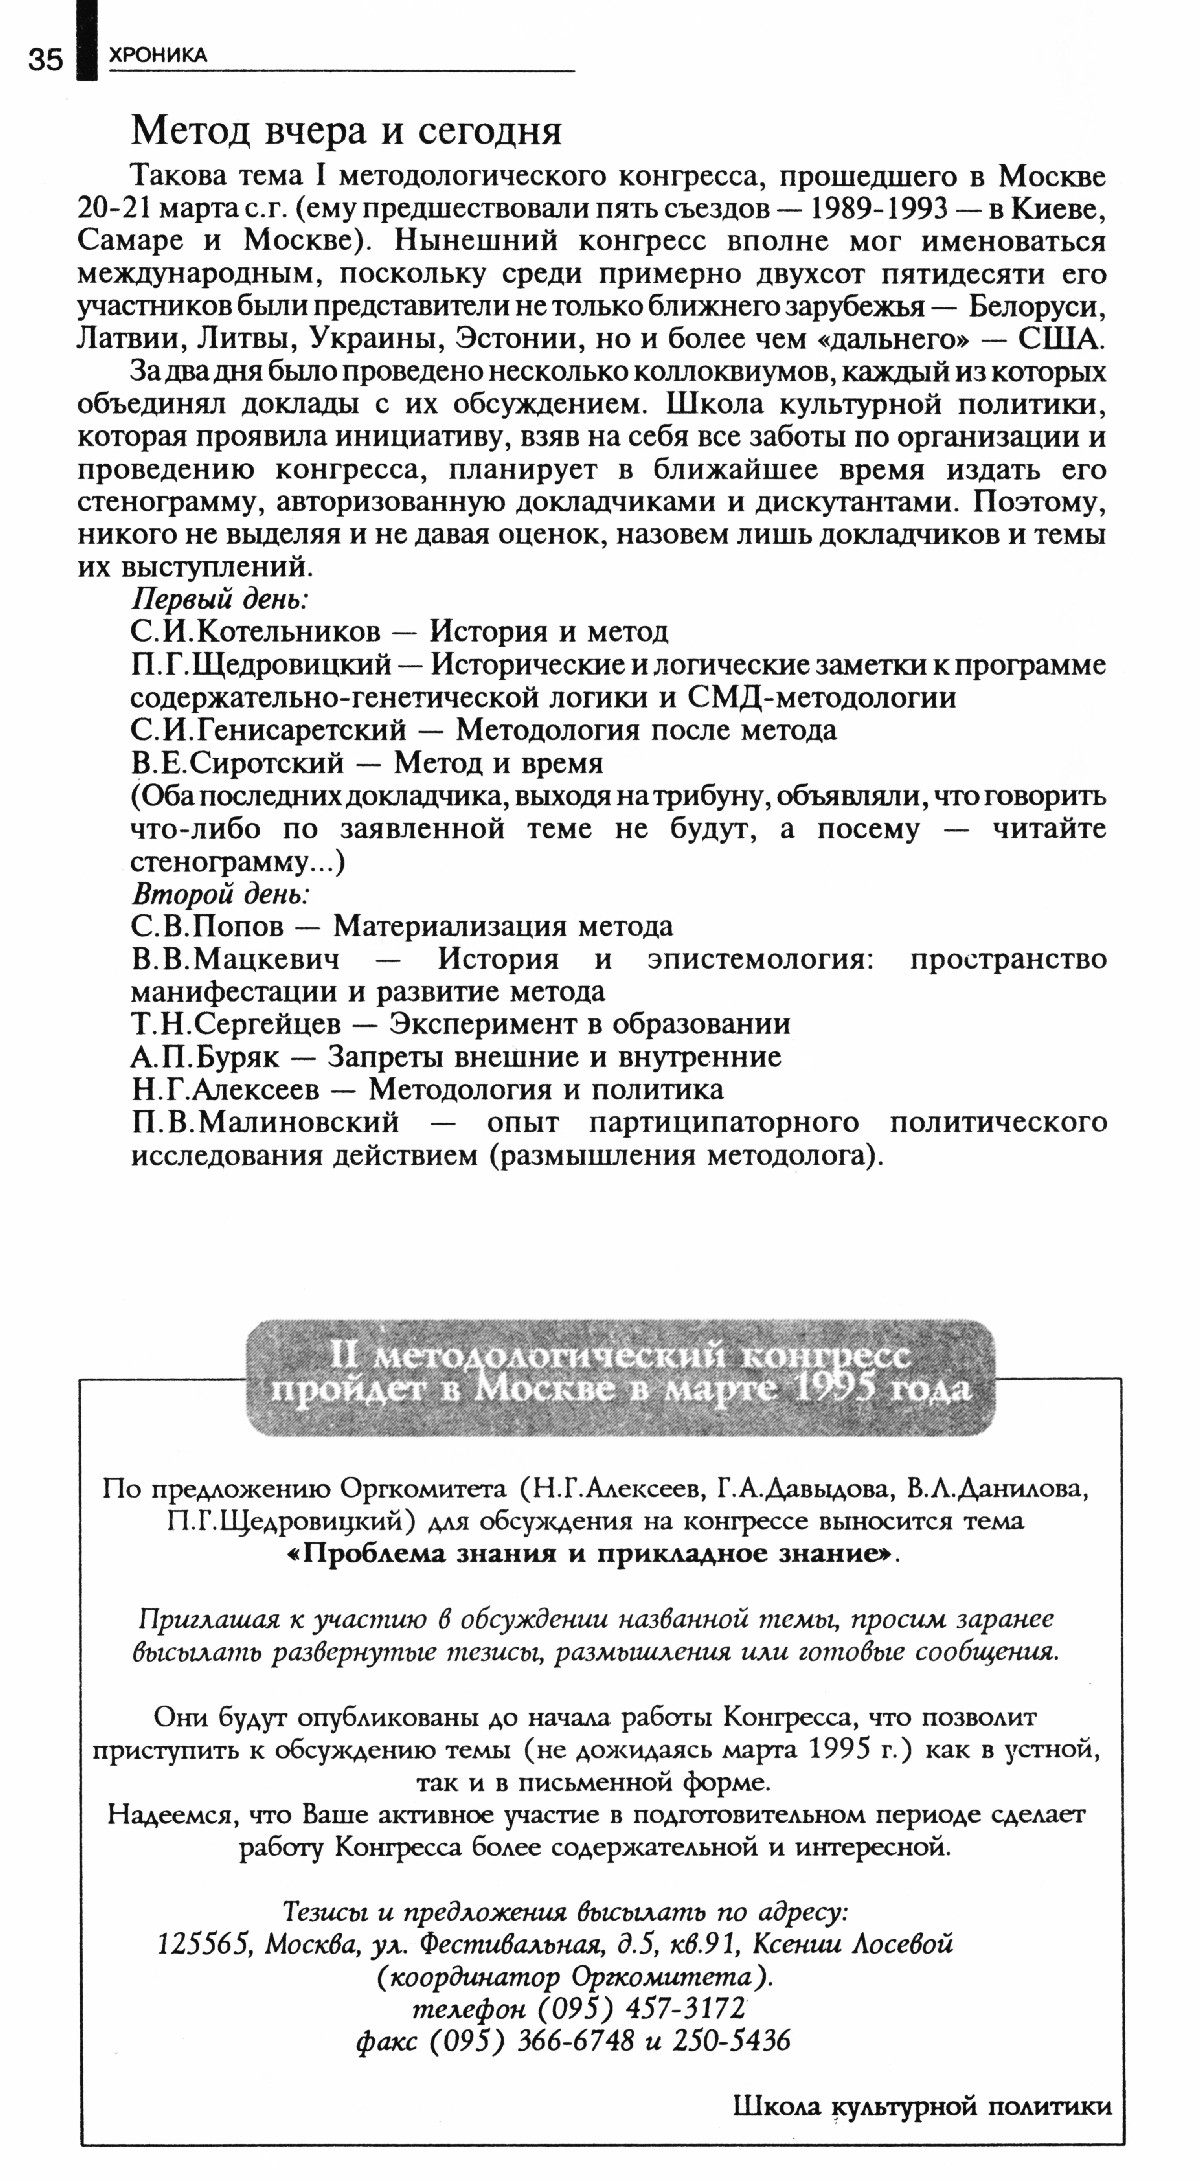 35
ХРОНИКА
Метод вчера и сегодня
Такова тема I методологического конгресса, прошедшего в Москве
20-21 марта с.г. (ему предшествовали пять съездов — 1989-1993 — в Киеве,
Самаре и Москве). Нынешний конгресс вполне мог именоваться
международным, поскольку среди примерно двухсот пятидесяти его
участников были представители не только ближнего зарубежья — Белоруси,
Латвии, Литвы, Украины, Эстонии, но и более чем «дальнего» — США.
За два дня было проведено несколько коллоквиумов, каждый из которых
объединял доклады с их обсуждением. Школа культурной политики,
которая проявила инициативу, взяв на себя все заботы по организации и
проведению конгресса, планирует в ближайшее время издать его
стенограмму, авторизованную докладчиками и дискутантами. Поэтому,
никого не выделяя и не давая оценок, назовем лишь докладчиков и темы
их выступлений.
Первый день:
С.И.Котельников — История и метод
П.Г.Щедровицкий — Исторические и логические заметки к программе
содержательно-генетической логики и СМД-методологии
С.И.Генисаретский — Методология после метода
В.Е.Сиротский — Метод и время
(Оба последних докладчика, выходя на трибуну, объявляли, что говорить
что-либо по заявленной теме не будут, а посему — читайте
стенограмму...)
Второй день:
С.В.Попов — Материализация метода
В.В.Мацкевич — История и эпистемология: пространство
манифестации и развитие метода
Т.Н.Сергейцев — Эксперимент в образовании
А.П.Буряк — Запреты внешние и внутренние
Н.Г.Алексеев — Методология и политика
П.В.Малиновский — опыт партиципаторного политического
исследования действием (размышления методолога).
II методологический конгресс
пройдет в Москве в марте 1995 года
По предложению Оргкомитета (Н.Г.Алексеев, Г.А.Давыдова, В.Л.Данилова,
П.Г.Щедровицкий) для обсуждения на конгрессе выносится тема
«Проблема знания и прикладное знание».
Приглашая к участию в обсуждении названной темы, просим заранее
высылать развернутые тезисы, размышления или готовые сообщения.
Они будут опубликованы до начала работы Конгресса, что позволит
приступить к обсуждению темы (не дожидаясь марта 1995 г.) как в устной,
так и в письменной форме.
Надеемся, что Ваше активное участие в подготовительном периоде сделает
работу Конгресса более содержательной и интересной.
Тезисы и предложения высылать по адресу:
125565, Москва, ул. Фестивальная, д.5, кв.91, Ксении Лосевой
(координатор Оргкомитета).
телефон (095) 457-3172
факс (095) 366-6748 и 250-5436
Школа культурной политики